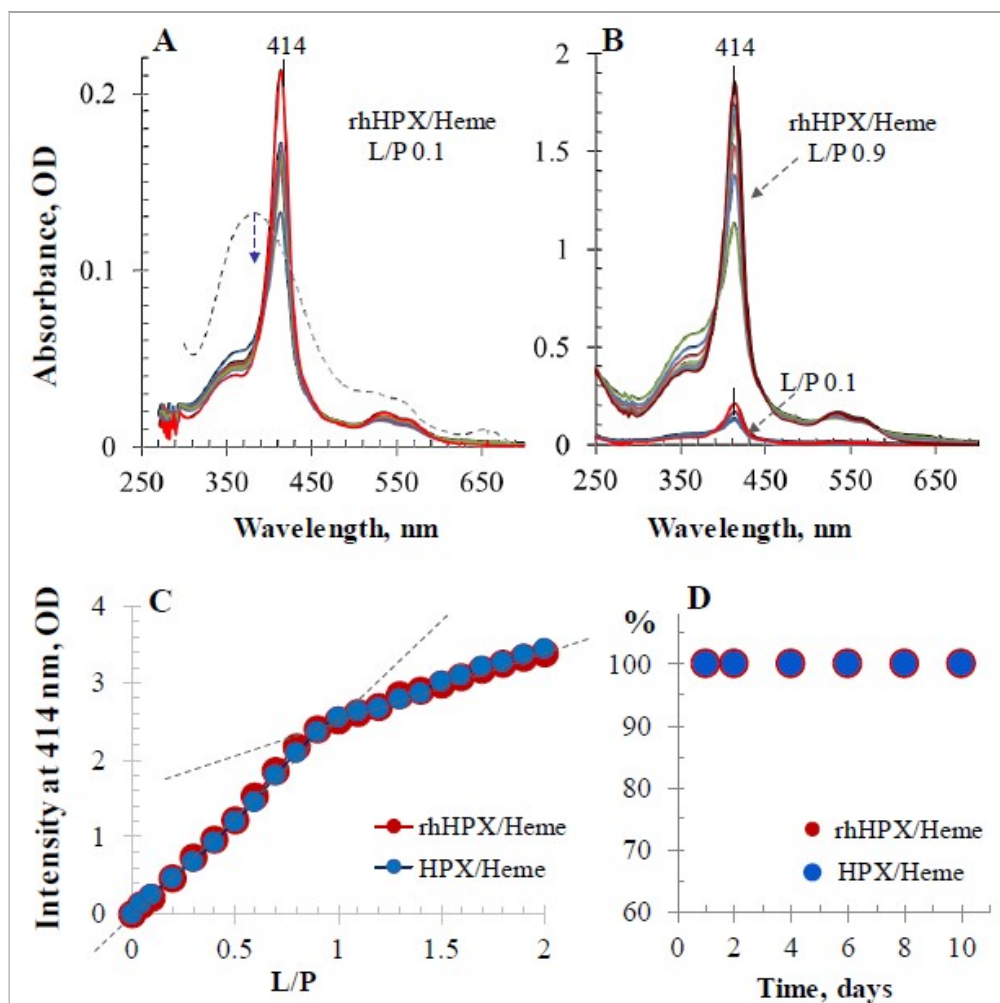 A
414
rhHPX/Heme
L/P 0.1
Absorbance, OD
0.2
0.1
0
250
350
450
550
650
Wavelength, nm
B
414
rhHPX/Heme
L/P 0.9
L/P 0.1
2
1.5
1
0.5
0
250
350
450
550
650
Wavelength, nm
C
Intensity at 414 nm, OD
4
3
2
1
0
rhHPX/Heme
HPX/Heme
0
0.5
1
1.5
2
L/P
D
%
100
90
80
70
60
rhHPX/Heme
HPX/Heme
0
2
4
6
8
10
Time, days